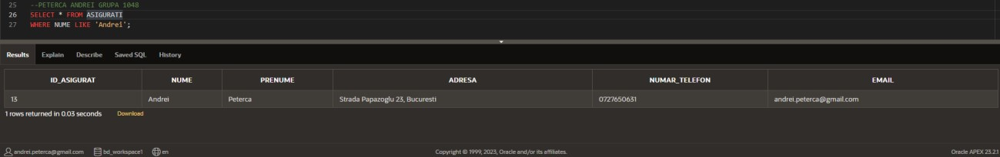 25 --PETERCA ANDREI GRUPA 1048
26 SELECT * FROM ASIGURATI
27 WHERE NUME LIKE 'Andrei';
Results Explain Describe Saved SQL History
ID_ASIGURAT NUME PRENUME ADRESA NUMAR_TELEFON EMAIL
13 Andrei Peterca Strada Papazoglu 23, Bucuresti 0727650631 andrei.peterca@gmail.com
1 rows returned in 0.03 seconds Download
andrei.peterca@gmail.com bd_workspace1 en Copyright © 1999, 2023, Oracle and/or its affiliates. Oracle APEX 23.2.1